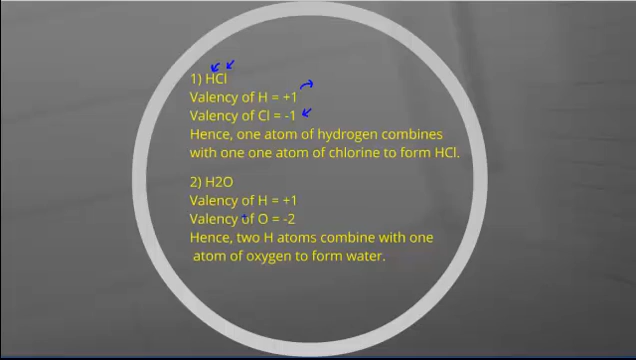 1) HCl
Valency of H = +1
Valency of Cl = -1
Hence, one atom of hydrogen combines
with one one atom of chlorine to form HCl.
2) H2O
Valency of H = +1
Valency of O = -2
Hence, two H atoms combine with one
atom of oxygen to form water.